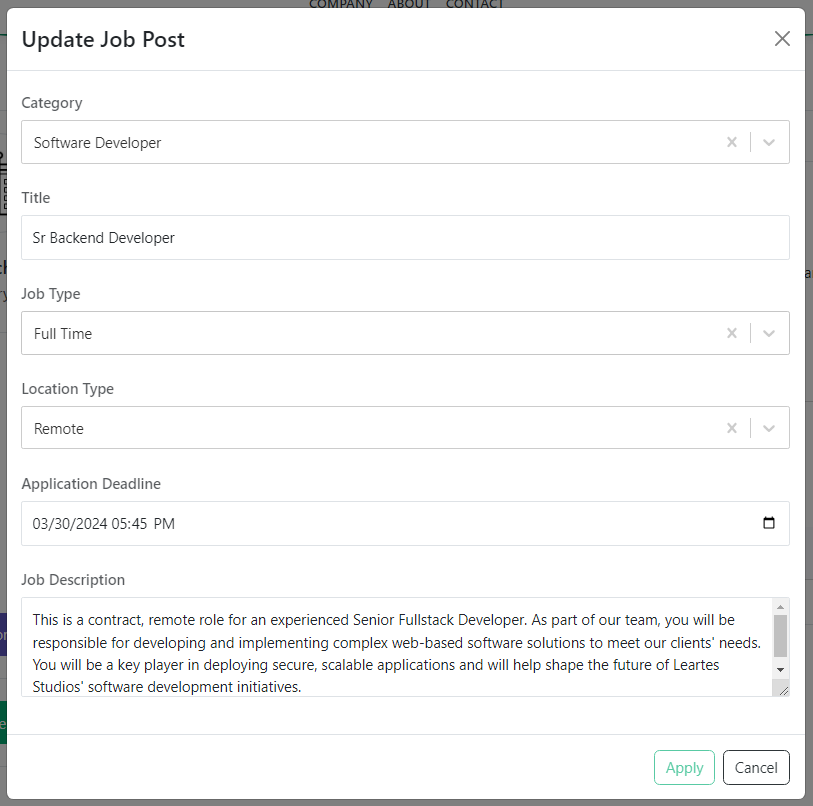 COMPANY ABOUT CONTACT
Update Job Post
Category
Software Developer
Title
Sr Backend Developer
Job Type
Full Time
Location Type
Remote
Application Deadline
03/30/2024 05:45 PM
Job Description
This is a contract, remote role for an experienced Senior Fullstack Developer. As part of our team, you will be
responsible for developing and implementing complex web-based software solutions to meet our clients' needs.
You will be a key player in deploying secure, scalable applications and will help shape the future of Leartes
Studios' software development initiatives.
Apply Cancel